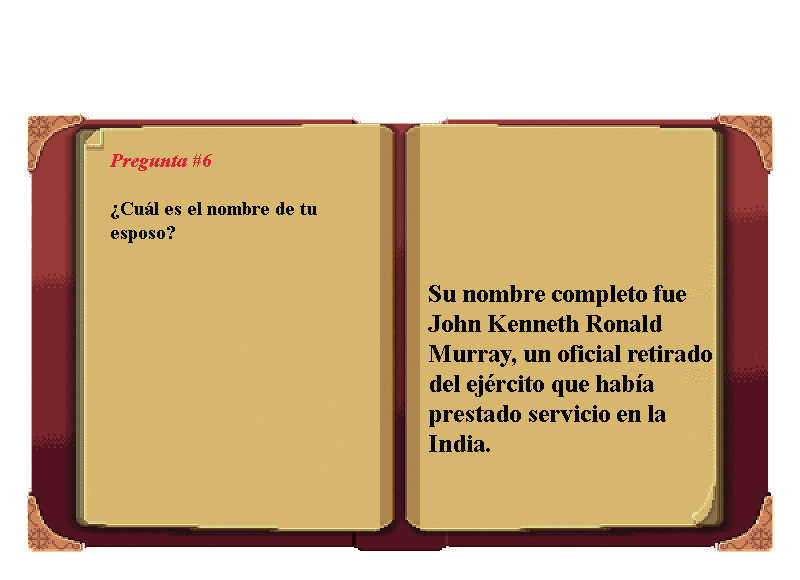 Pregunta #6
¿Cuál es el nombre de tu
esposo?
Su nombre completo fue
John Kenneth Ronald
Murray, un oficial retirado
del ejército que había
prestado servicio en la
India.